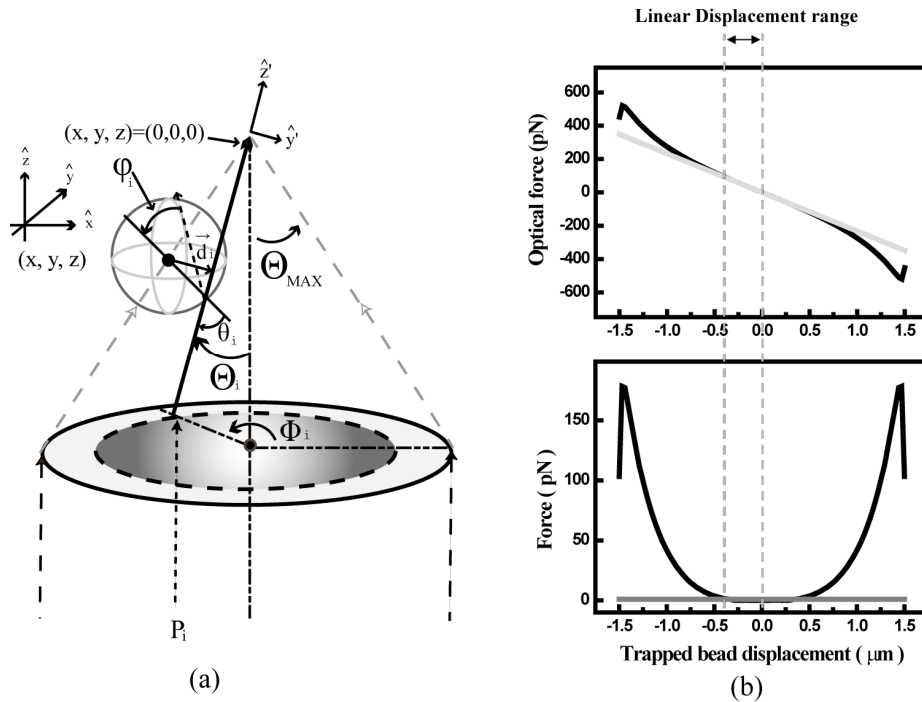 Linear Displacement range
ẑ'
(x, y, z)=(0,0,0)
ŷ'
ẑ
ŷ
x̂
(x, y, z)
φᵢ
d⃗ᵢ
Θ_MAX
θᵢ
Θᵢ
Φᵢ
Pᵢ
(a)
Optical force (pN)
600
400
200
0
-200
-400
-600
-1.5 -1.0 -0.5 0.0 0.5 1.0 1.5
Force ( pN)
150
100
50
0
-1.5 -1.0 -0.5 0.0 0.5 1.0 1.5
Trapped bead displacement ( μm)
(b)